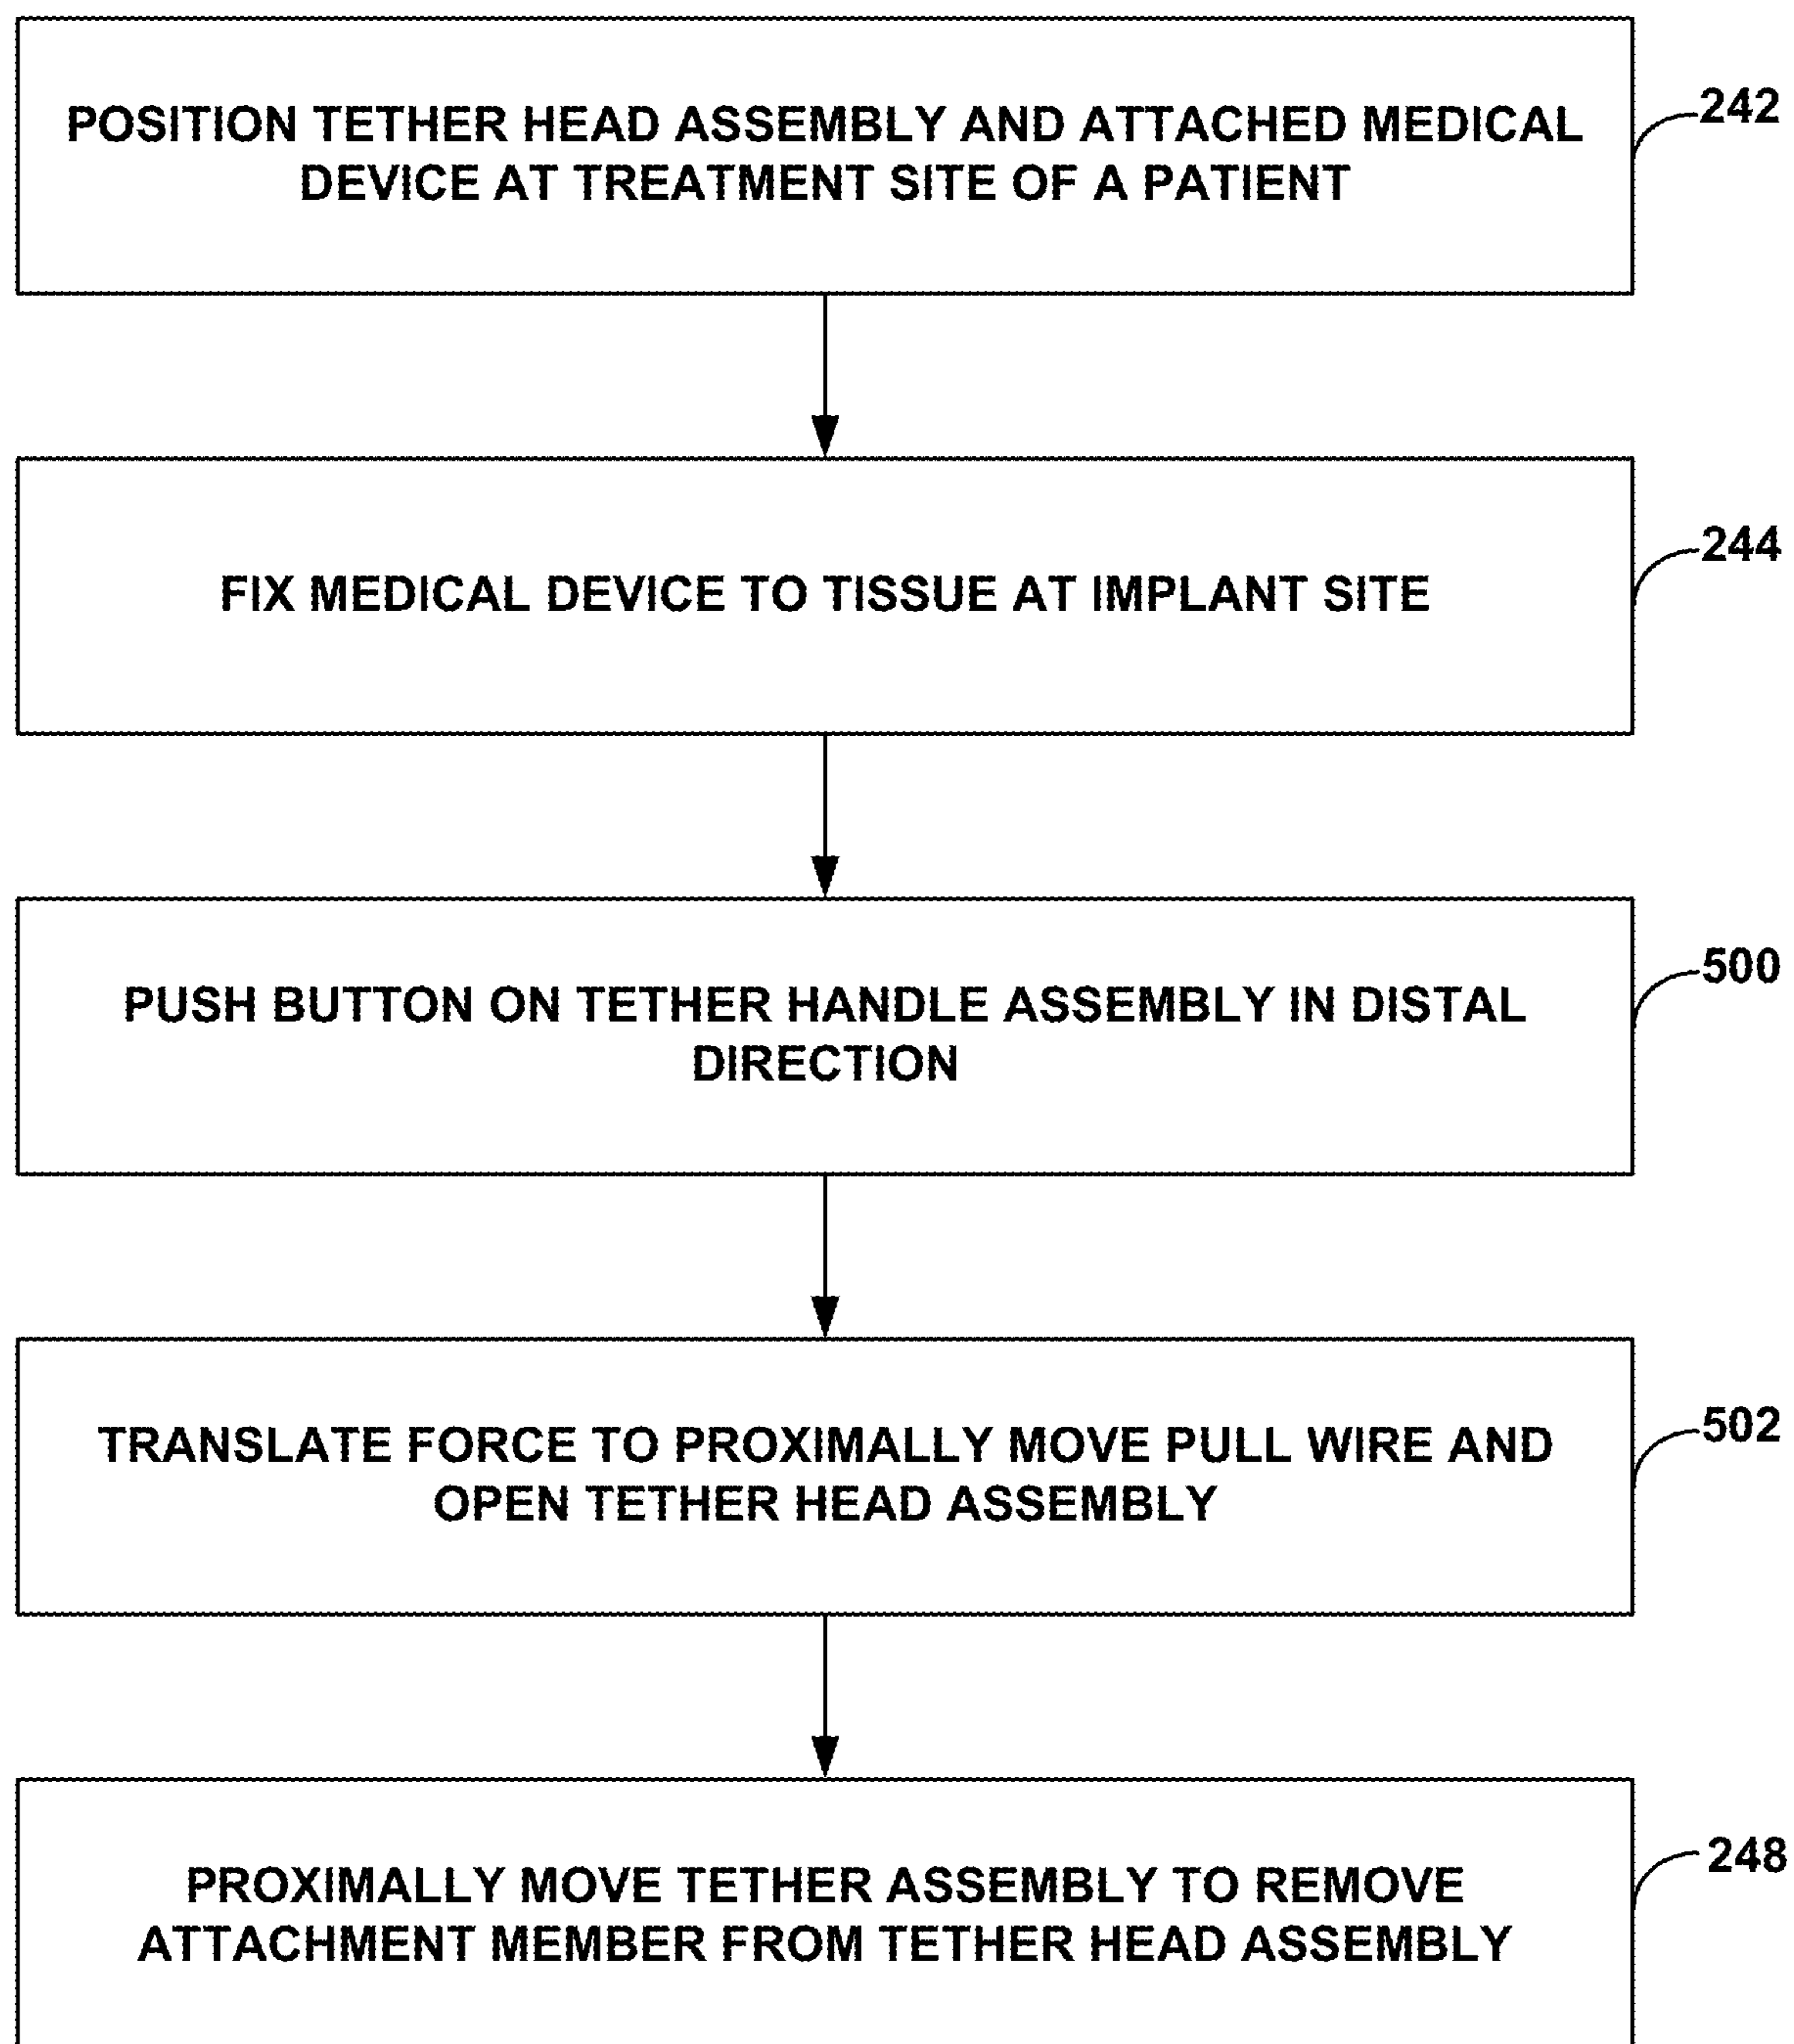 POSITION TETHER HEAD ASSEMBLY AND ATTACHED MEDICAL
DEVICE AT TREATMENT SITE OF A PATIENT
242
FIX MEDICAL DEVICE TO TISSUE AT IMPLANT SITE
244
PUSH BUTTON ON TETHER HANDLE ASSEMBLY IN DISTAL
DIRECTION
500
TRANSLATE FORCE TO PROXIMALLY MOVE PULL WIRE AND
OPEN TETHER HEAD ASSEMBLY
502
PROXIMALLY MOVE TETHER ASSEMBLY TO REMOVE
ATTACHMENT MEMBER FROM TETHER HEAD ASSEMBLY
248